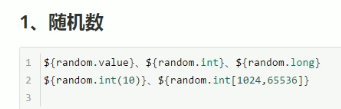 1、随机数
1 ${random.value}、${random.int}、${random.long}
2 ${random.int(10)}、${random.int[1024,65536]}
3